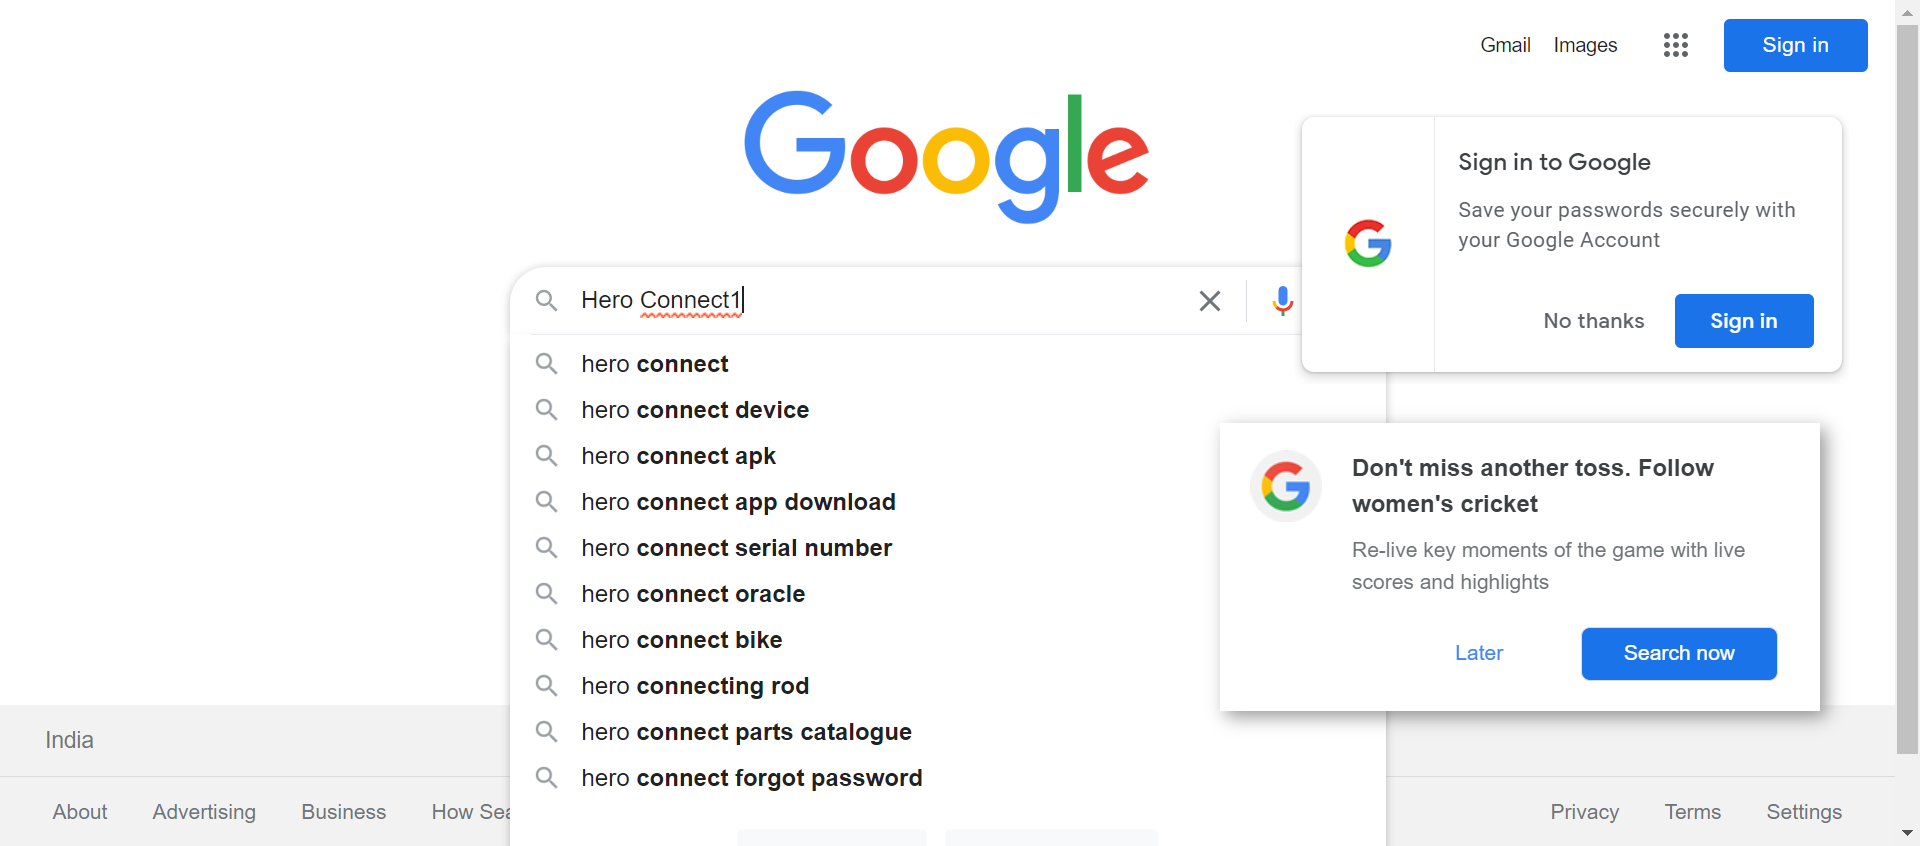 Gmail Images Sign in
Google
Sign in to Google
Save your passwords securely with
your Google Account
No thanks Sign in
Hero Connect1
hero connect
hero connect device
hero connect apk
hero connect app download
hero connect serial number
hero connect oracle
hero connect bike
hero connecting rod
hero connect parts catalogue
hero connect forgot password
Don't miss another toss. Follow
women's cricket
Re-live key moments of the game with live
scores and highlights
Later Search now
India
About Advertising Business How Sea
Privacy Terms Settings